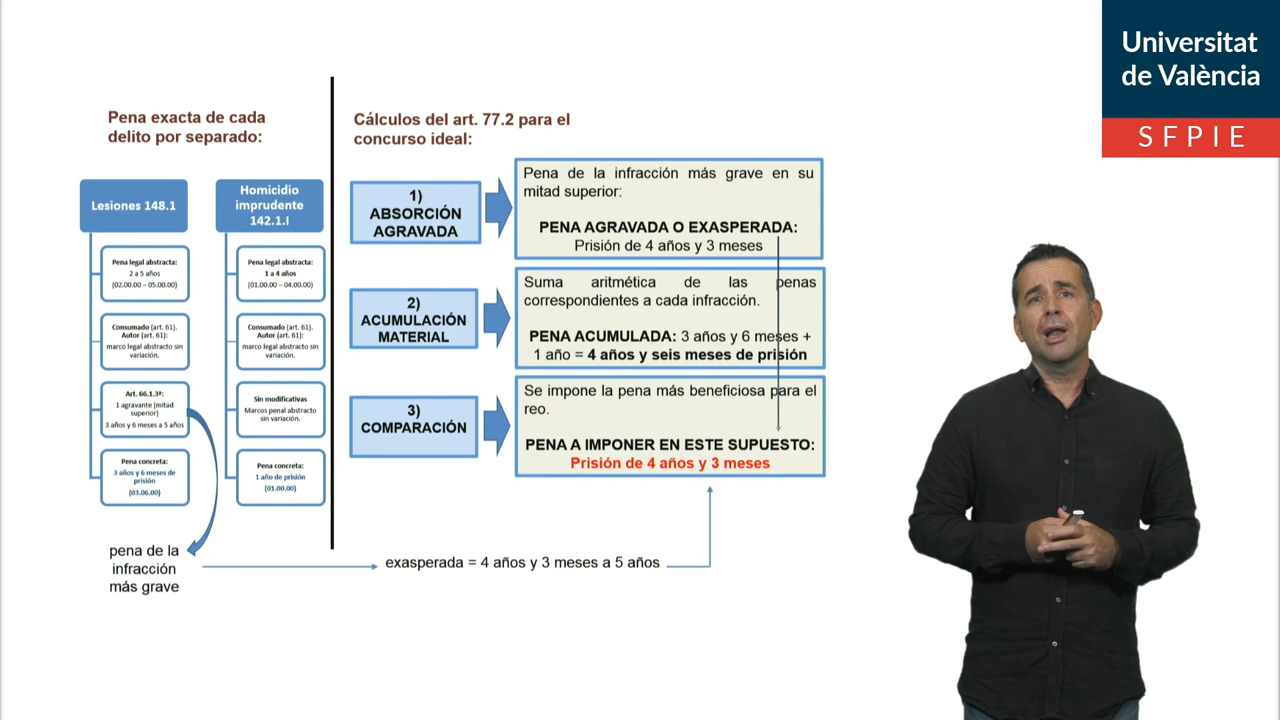 Universitat
de València
SFPIE
Pena exacta de cada
delito por separado:
Lesiones 148.1
Pena legal abstracta:
2 a 5 años
(02.00.00 – 05.00.00)
Consumado (art. 61).
Autor (art. 61):
marco legal abstracto sin
variación.
Art. 66.1.3ª:
1 agravante (mitad
superior)
3 años y 6 meses a 5 años
Pena concreta:
3 años y 6 meses de
prisión
(03.06.00)
Homicidio
imprudente
142.1.I
Pena legal abstracta:
1 a 4 años
(01.00.00 – 04.00.00)
Consumado (art. 61).
Autor (art. 61):
marco legal abstracto sin
variación.
Sin modificativas
Marcos penal abstracto
sin variación.
Pena concreta:
1 año de prisión
(01.00.00)
pena de la
infracción
más grave
Cálculos del art. 77.2 para el
concurso ideal:
1)
ABSORCIÓN
AGRAVADA
Pena de la infracción más grave en su
mitad superior:
PENA AGRAVADA O EXASPERADA:
Prisión de 4 años y 3 meses
2)
ACUMULACIÓN
MATERIAL
Suma aritmética de las penas
correspondientes a cada infracción.
PENA ACUMULADA: 3 años y 6 meses +
1 año = 4 años y seis meses de prisión
3)
COMPARACIÓN
Se impone la pena más beneficiosa para el
reo.
PENA A IMPONER EN ESTE SUPUESTO:
Prisión de 4 años y 3 meses
exasperada = 4 años y 3 meses a 5 años